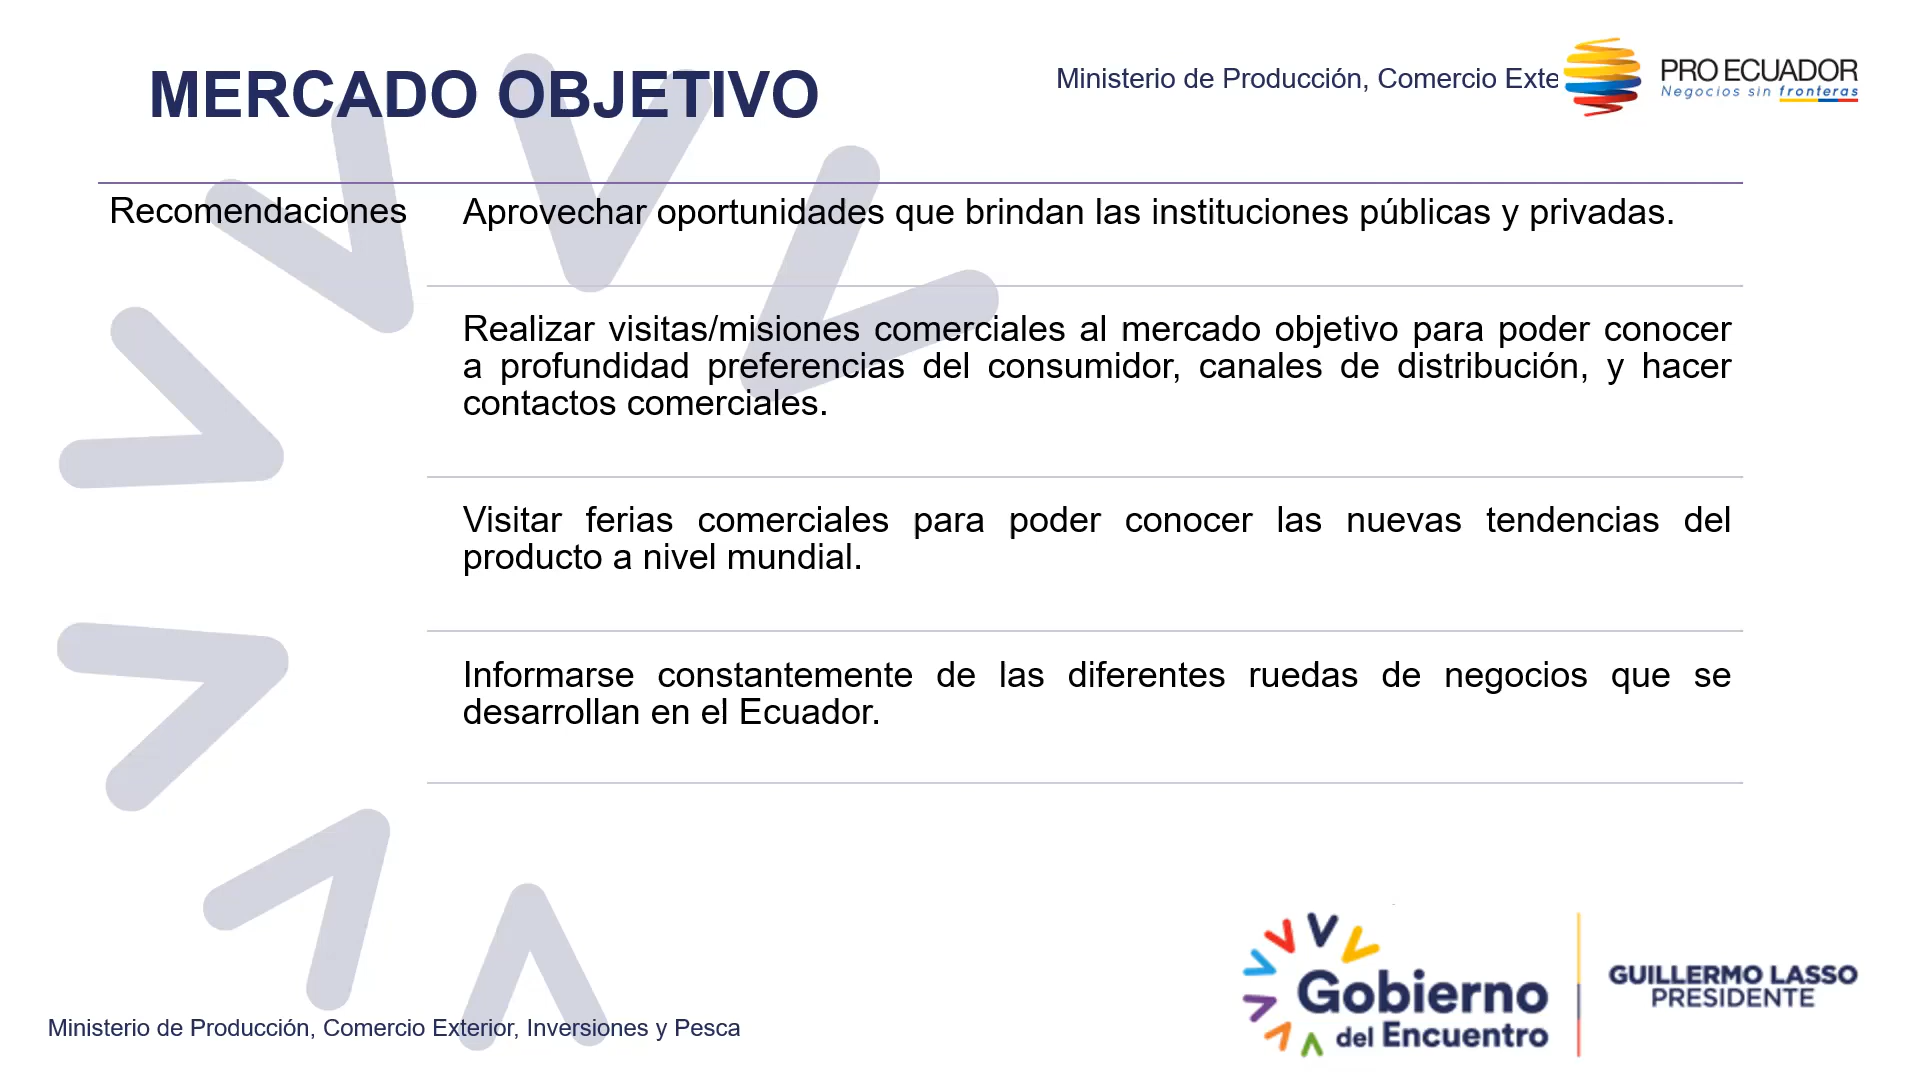 MERCADO OBJETIVO
Ministerio de Producción, Comercio Exte
PRO ECUADOR
Negocios sin fronteras
Recomendaciones
Aprovechar oportunidades que brindan las instituciones públicas y privadas.
Realizar visitas/misiones comerciales al mercado objetivo para poder conocer
a profundidad preferencias del consumidor, canales de distribución, y hacer
contactos comerciales.
Visitar ferias comerciales para poder conocer las nuevas tendencias del
producto a nivel mundial.
Informarse constantemente de las diferentes ruedas de negocios que se
desarrollan en el Ecuador.
Ministerio de Producción, Comercio Exterior, Inversiones y Pesca
Gobierno
del Encuentro
GUILLERMO LASSO
PRESIDENTE